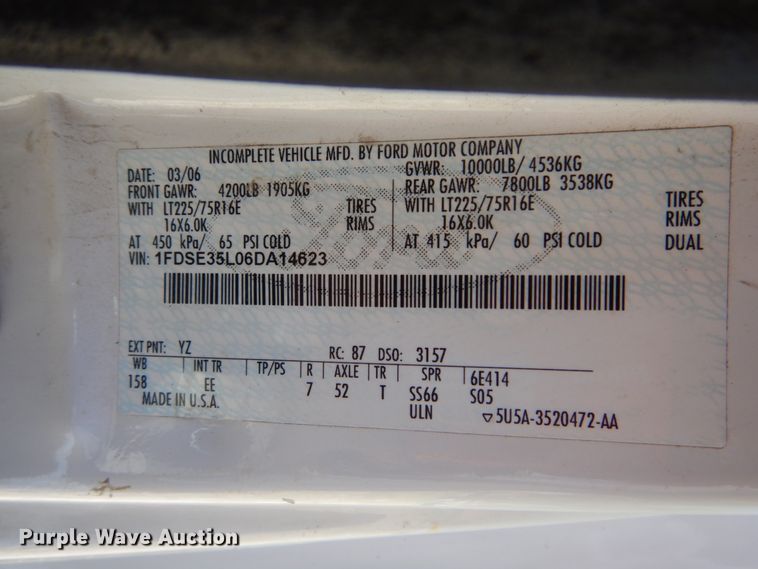 INCOMPLETE VEHICLE MFD. BY FORD MOTOR COMPANY
DATE: 03/06 GVWR: 10000LB/ 4536KG
FRONT GAWR: 4200LB 1905KG REAR GAWR: 7800LB 3538KG
WITH LT225/75R16E TIRES WITH LT225/75R16E TIRES
16X6.0K RIMS 16X6.0K RIMS
AT 450 kPa/ 65 PSI COLD AT 415 kPa/ 60 PSI COLD DUAL
VIN: 1FDSE35L06DA14623
EXT PNT: YZ RC: 87 DSO: 3157
WB INT TR TP/PS R AXLE TR SPR 6E414
158 EE 7 52 T SS66 S05
MADE IN U.S.A. ULN ▽5U5A-3520472-AA
Purple Wave Auction